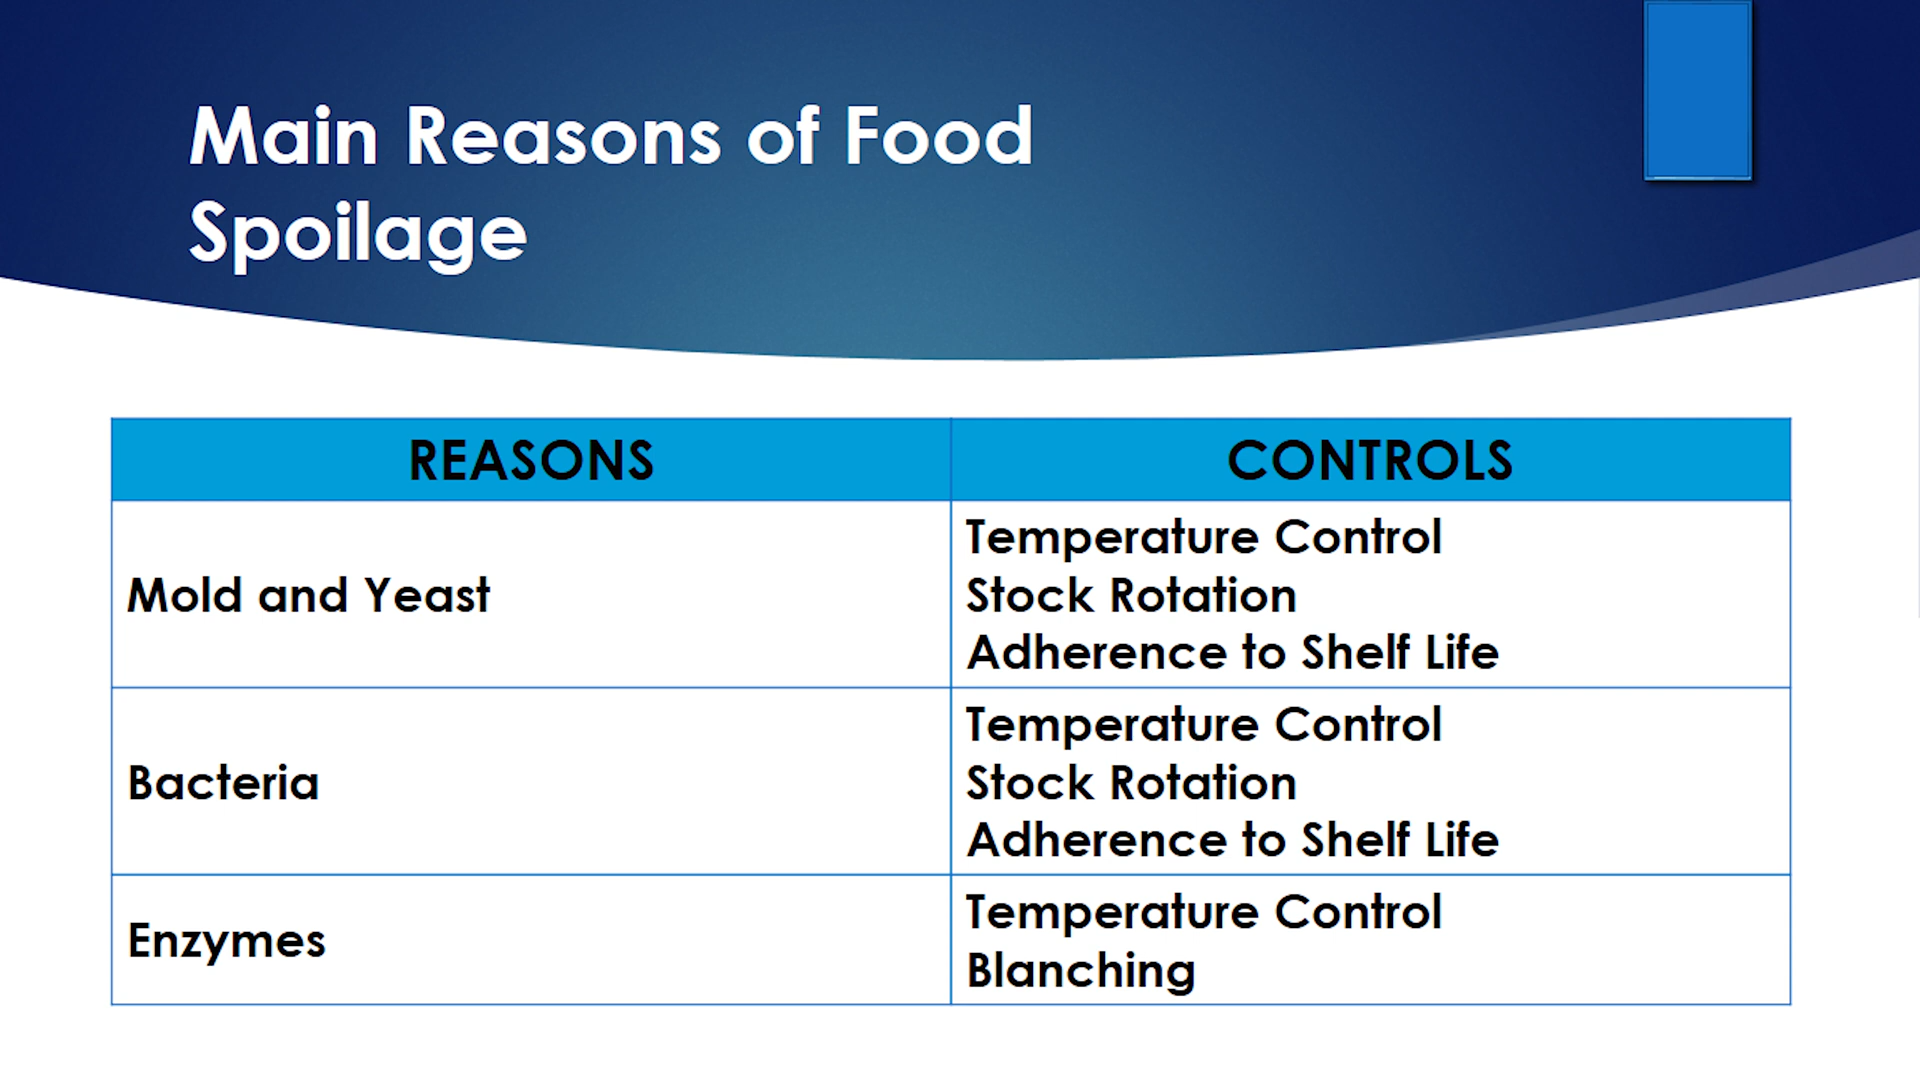 Main Reasons of Food
Spoilage
REASONS
CONTROLS
Mold and Yeast
Temperature Control
Stock Rotation
Adherence to Shelf Life
Bacteria
Temperature Control
Stock Rotation
Adherence to Shelf Life
Enzymes
Temperature Control
Blanching